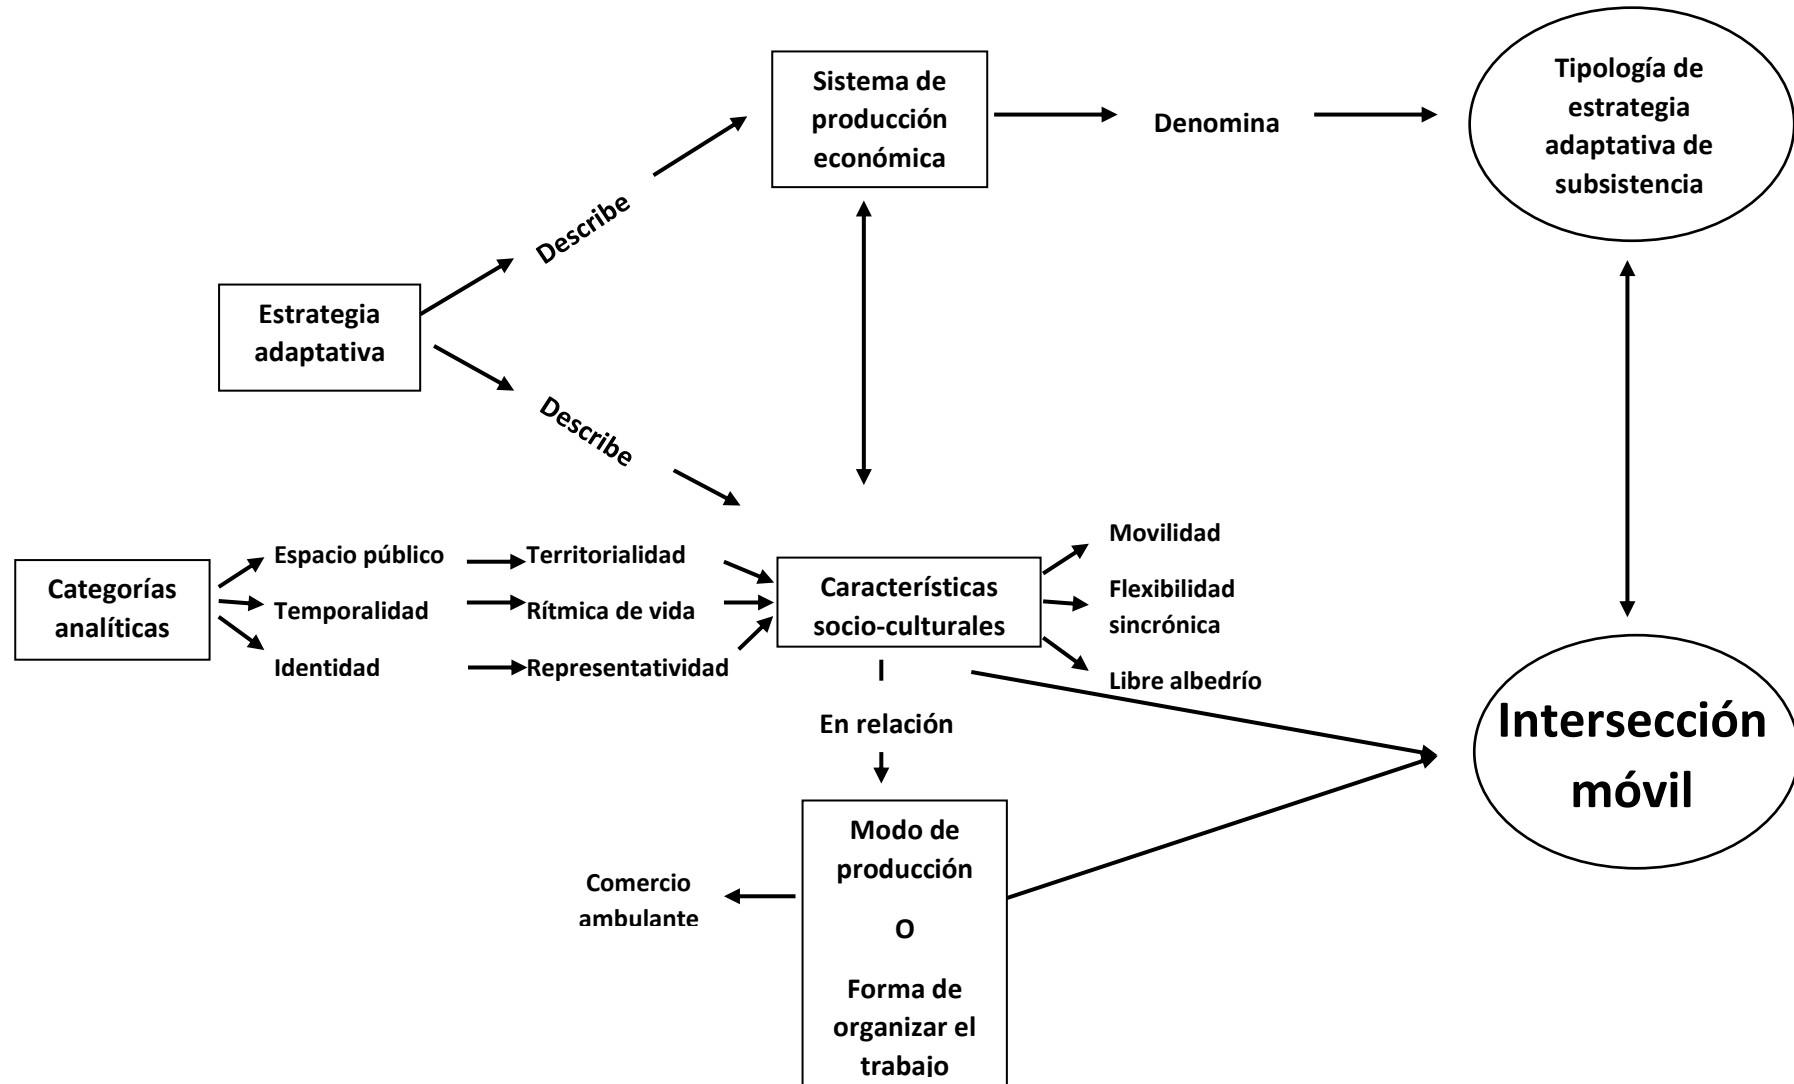 Sistema de
producción
económica
Denomina
Tipología de
estrategia
adaptativa de
subsistencia
Describe
Estrategia
adaptativa
Describe
Categorías
analíticas
Espacio público
Temporalidad
Identidad
Territorialidad
Rítmica de vida
Representatividad
Característísticas
socio-culturales
Movilidad
Flexibilidad
sincrónica
Libre albedrío
En relación
Intersección
móvil
Comercio
ambulante
Modo de
producción
O
Forma de
organizar el
trabajo